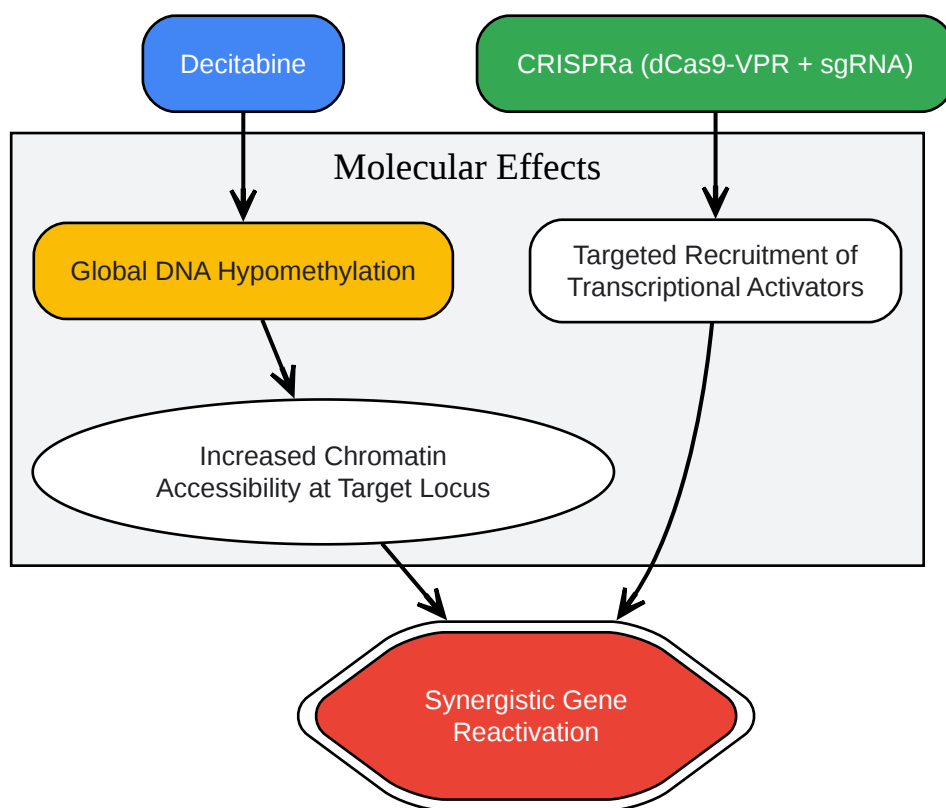 Decitabine
CRISPRa (dCas9-VPR + sgRNA)
Molecular Effects
Global DNA Hypomethylation
Targeted Recruitment of
Transcriptional Activators
Increased Chromatin
Accessibility at Target Locus
Synergistic Gene
Reactivation